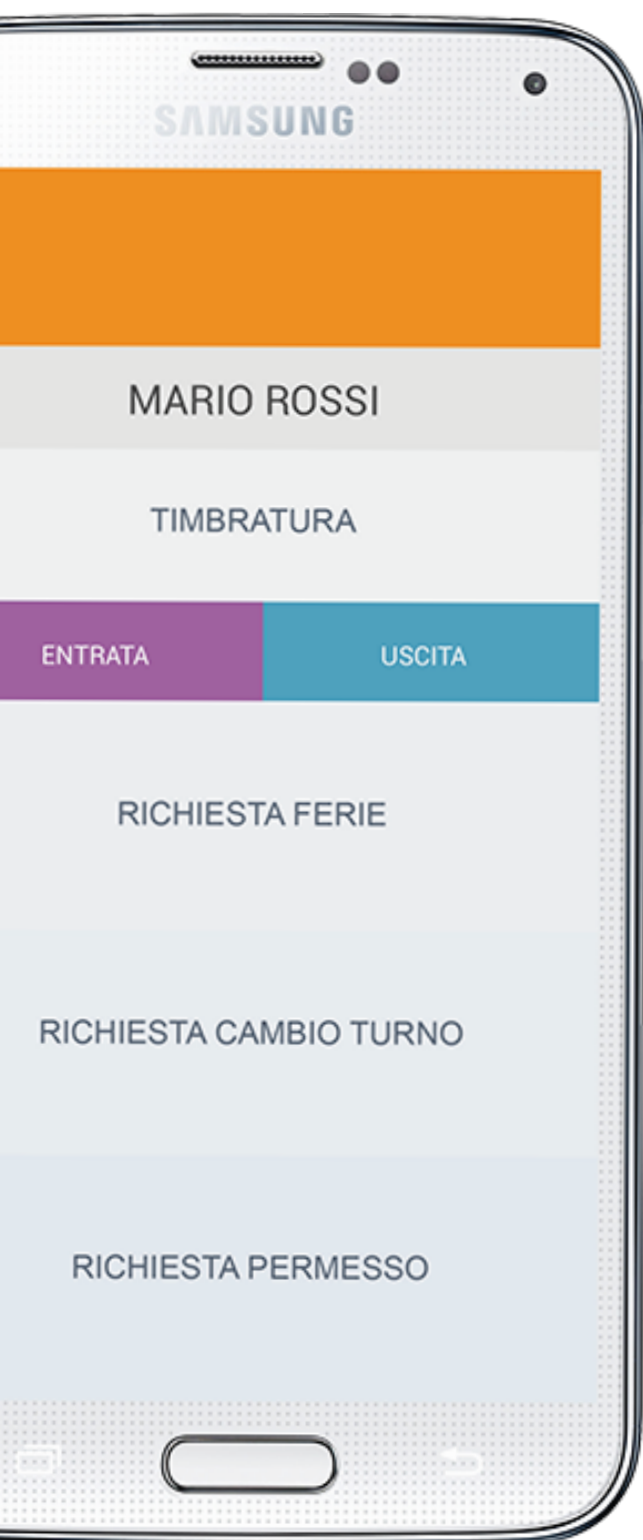 SAMSUNG
MARIO ROSSI
TIMBRATURA
ENTRATA
USCITA
RICHIESTA FERIE
RICHIESTA CAMBIO TURNO
RICHIESTA PERMESSO